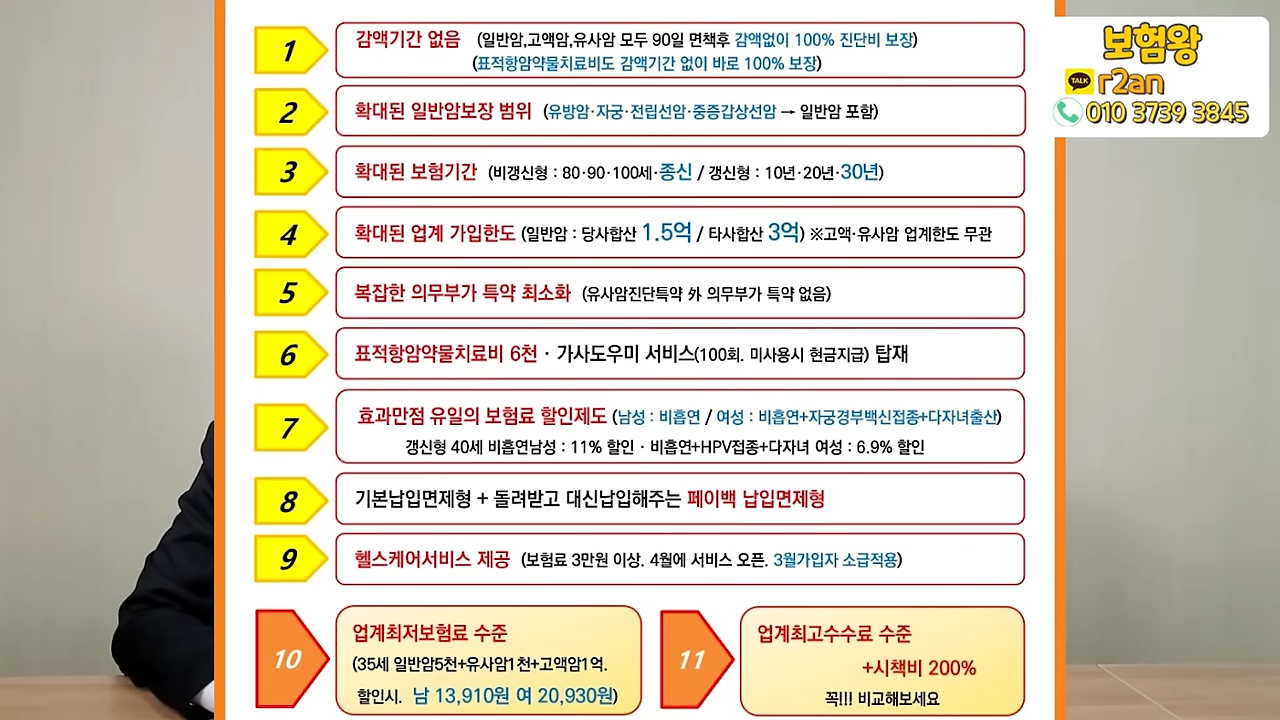 1
감액기간 없음 (일반암,고액암,유사암 모두 90일 면책후 감액없이 100% 진단비 보장)
(표적항암약물치료비도 감액기간 없이 바로 100% 보장)
2
확대된 일반암보장 범위 (유방암·자궁·전립선암·중증갑상선암 → 일반암 포함)
3
확대된 보험기간 (비갱신형 : 80·90·100세·종신 / 갱신형 : 10년·20년·30년)
4
확대된 업계 가입한도 (일반암 : 당사합산 1.5억 / 타사합산 3억) ※고액·유사암 업계한도 무관
5
복잡한 의무부가 특약 최소화 (유사암진단특약 外 의무부가 특약 없음)
6
표적항암약물치료비 6천 · 가사도우미 서비스(100회. 미사용시 현금지급) 탑재
7
효과만점 유일의 보험료 할인제도 (남성 : 비흡연 / 여성 : 비흡연+자궁경부백신접종+다자녀출산)
갱신형 40세 비흡연남성 : 11% 할인 · 비흡연+HPV접종+다자녀 여성 : 6.9% 할인
8
기본납입면제형 + 돌려받고 대신납입해주는 페이백 납입면제형
9
헬스케어서비스 제공 (보험료 3만원 이상. 4월에 서비스 오픈. 3월가입자 소급적용)
10
업계최저보험료 수준
(35세 일반암5천+유사암1천+고액암1억.
할인시. 남 13,910원 여 20,930원)
11
업계최고수수료 수준
+시책비 200%
꼭!!! 비교해보세요
보험왕
TALK r2an
010 3739 3845